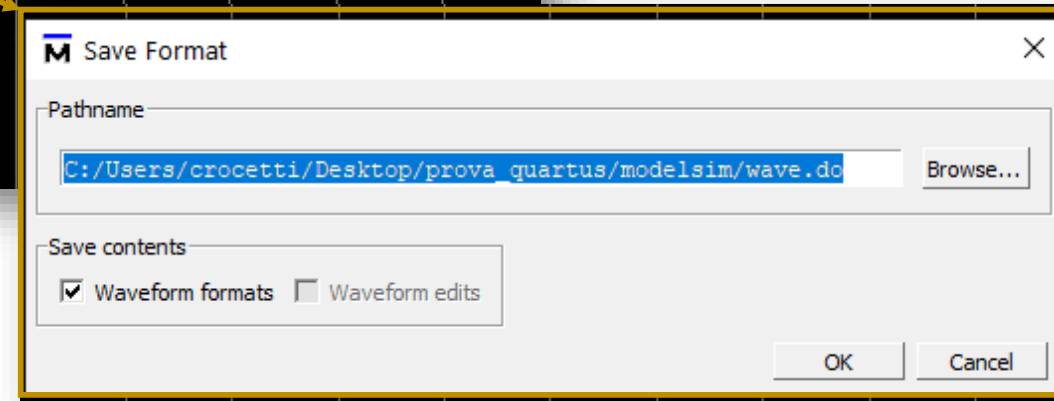 M Save Format
Pathname
C:/Users/crocetti/Desktop/prova_quartus/modelsim/wave.do Browse...
Save contents
Waveform formats Waveform edits
OK Cancel